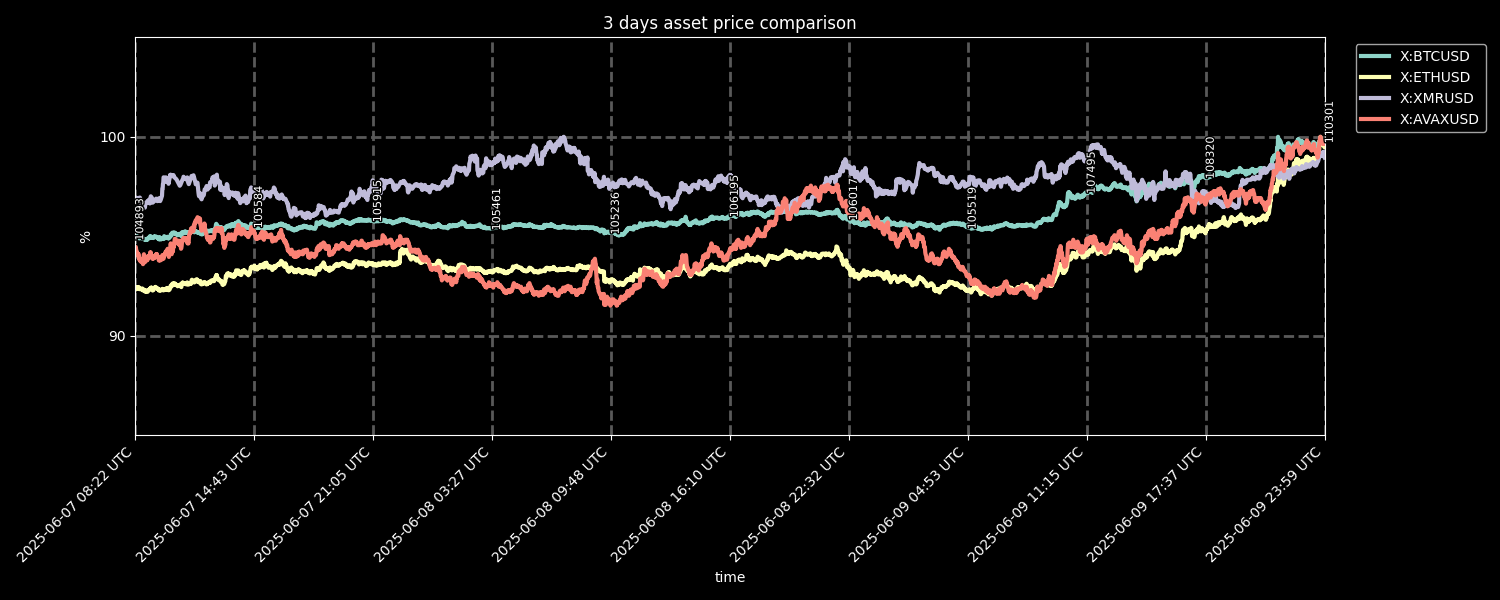 3 days asset price comparison
X:BTCUSD
X:ETHUSD
X:XMRUSD
X:AVAXUSD
100
90
%
104893
105584
105915
105461
105236
106195
106017
105519
107495
108320
110301
2025-06-07 08:22 UTC
2025-06-07 14:43 UTC
2025-06-07 21:05 UTC
2025-06-08 03:27 UTC
2025-06-08 09:48 UTC
2025-06-08 16:10 UTC
2025-06-08 22:32 UTC
2025-06-09 04:53 UTC
2025-06-09 11:15 UTC
2025-06-09 17:37 UTC
2025-06-09 23:59 UTC
time